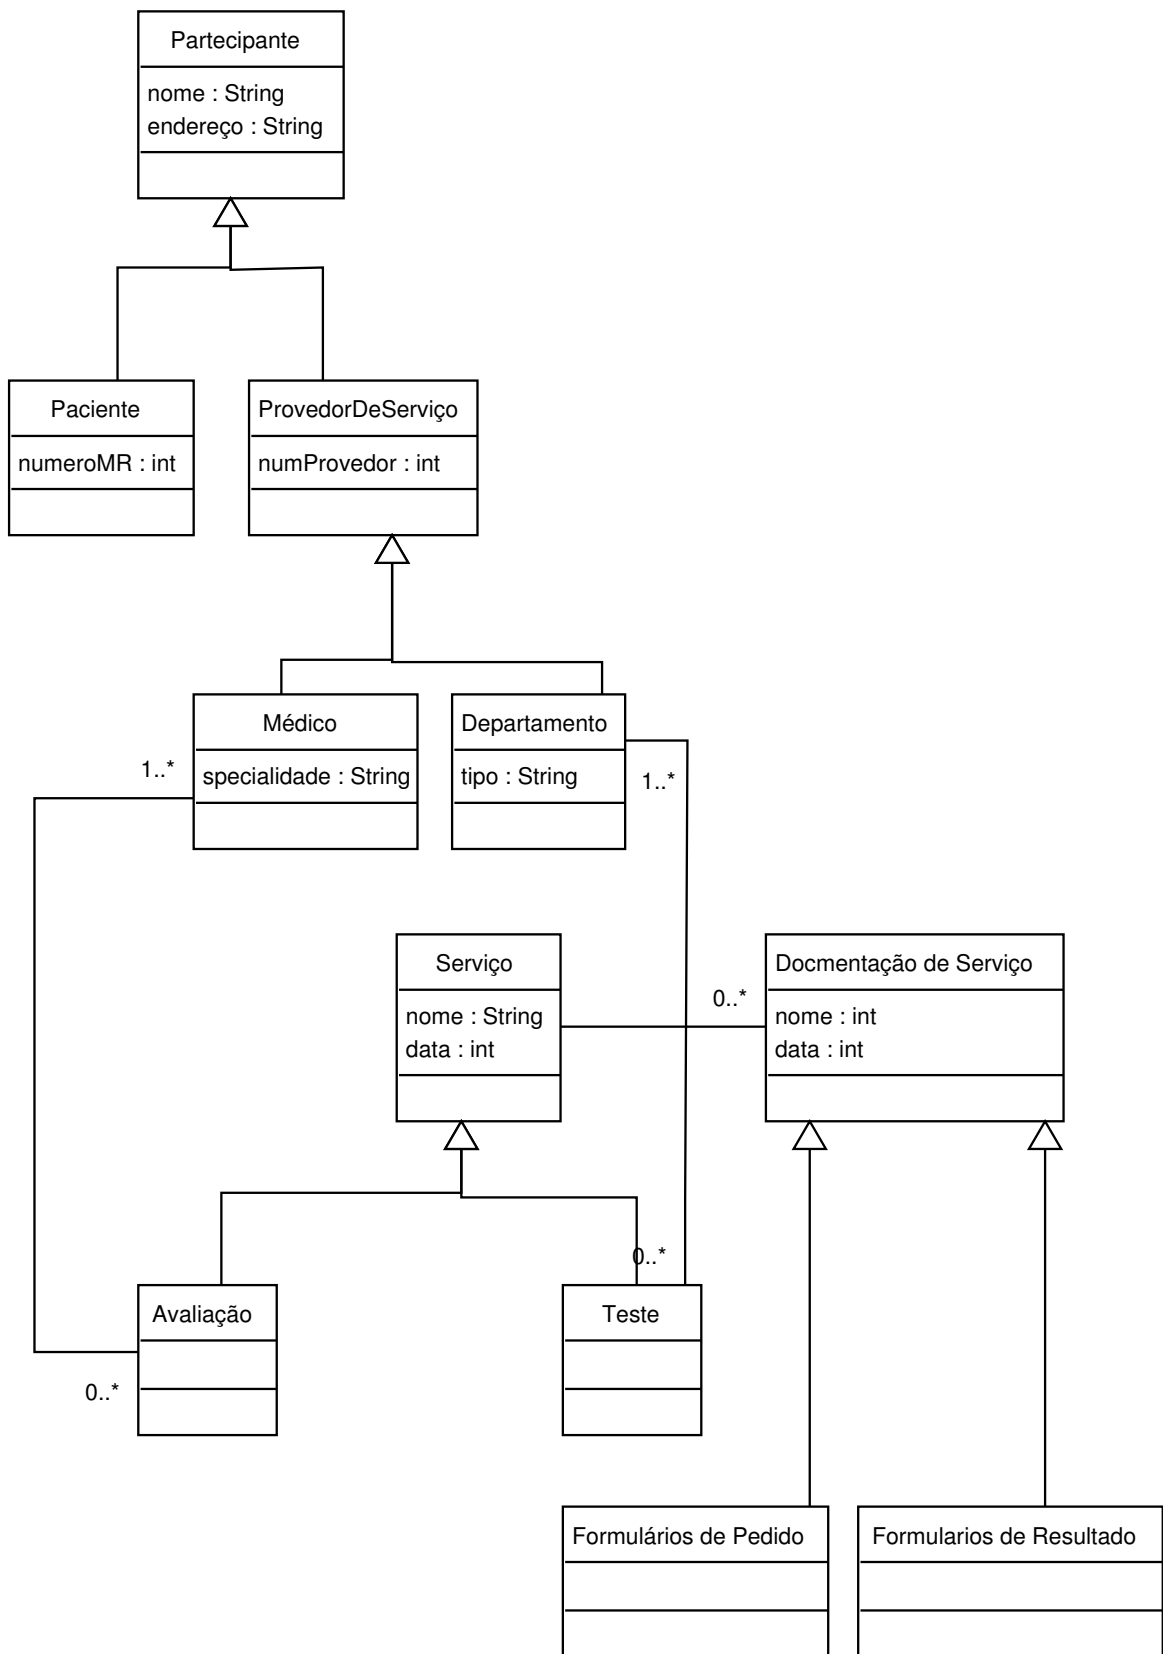 Partecipante
nome : String
endereço : String
Paciente
numeroMR : int
ProvedorDeServiço
numProvedor : int
Médico
specialidade : String
Departamento
tipo : String
1..*
1..*
Serviço
nome : String
data : int
Docmentação de Serviço
nome : int
data : int
0..*
0..*
Avaliação
Teste
0..*
Formulários de Pedido
Formularios de Resultado